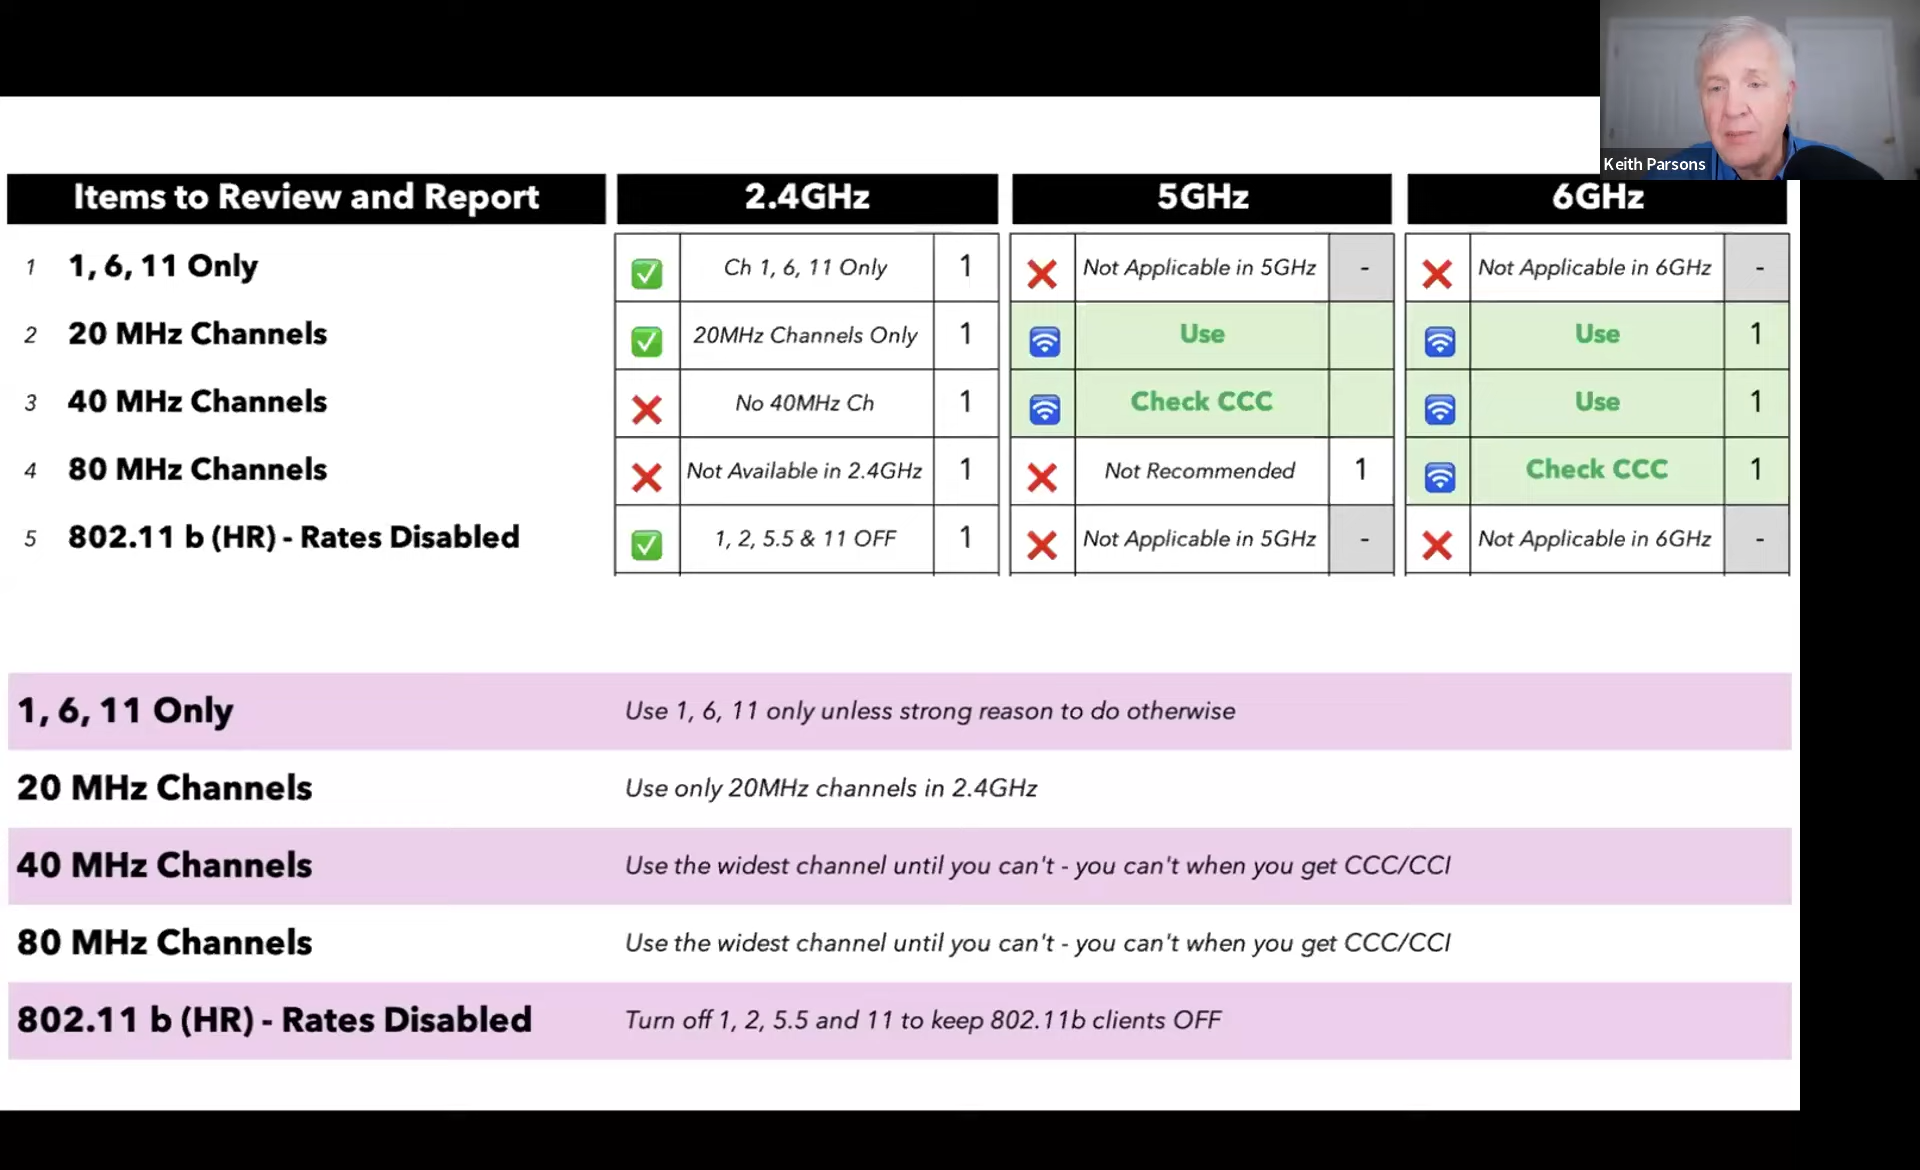 Keith Parsons
Items to Review and Report 2.4GHz 5GHz 6GHz
1 1, 6, 11 Only Ch 1, 6, 11 Only 1 Not Applicable in 5GHz - Not Applicable in 6GHz -
2 20 MHz Channels 20MHz Channels Only 1 Use Use 1
3 40 MHz Channels No 40MHz Ch 1 Check CCC Use 1
4 80 MHz Channels Not Available in 2.4GHz 1 Not Recommended 1 Check CCC 1
5 802.11 b (HR) - Rates Disabled 1, 2, 5.5 & 11 OFF 1 Not Applicable in 5GHz - Not Applicable in 6GHz -
1, 6, 11 Only Use 1, 6, 11 only unless strong reason to do otherwise
20 MHz Channels Use only 20MHz channels in 2.4GHz
40 MHz Channels Use the widest channel until you can't - you can't when you get CCC/CCI
80 MHz Channels Use the widest channel until you can't - you can't when you get CCC/CCI
802.11 b (HR) - Rates Disabled Turn off 1, 2, 5.5 and 11 to keep 802.11b clients OFF